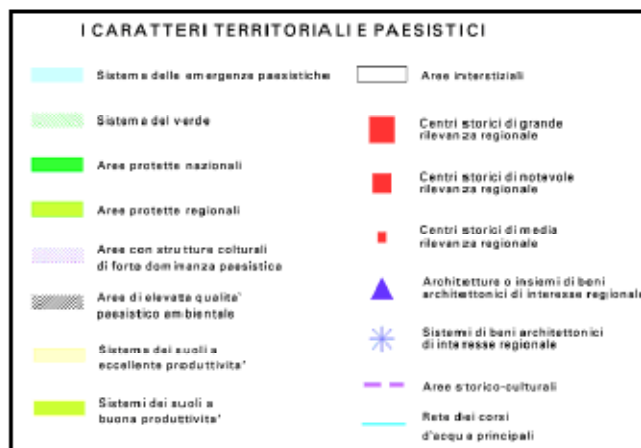 I CARATTERI TERRITORIALI E PAESISTICI
Sistema delle emergenze paesistiche
Sistema del verde
Aree protette nazionali
Aree protette regionali
Aree con strutture colturali
di forte dominanza paesistica
Aree di elevata qualita'
paesistico ambientale
Sistema dei suoli a
eccellente produttivita'
Sistemi dei suoli a
buona produttivita'
Aree interstiziali
Centri storici di grande
rilevanza regionale
Centri storici di notevole
rilevanza regionale
Centri storici di media
rilevanza regionale
Architetture o insiemi di beni
architettonici di interesse regionale
Sistemi di beni architettonici
di interesse regionale
Aree storico-culturali
Rete dei corsi
d'acqua principali